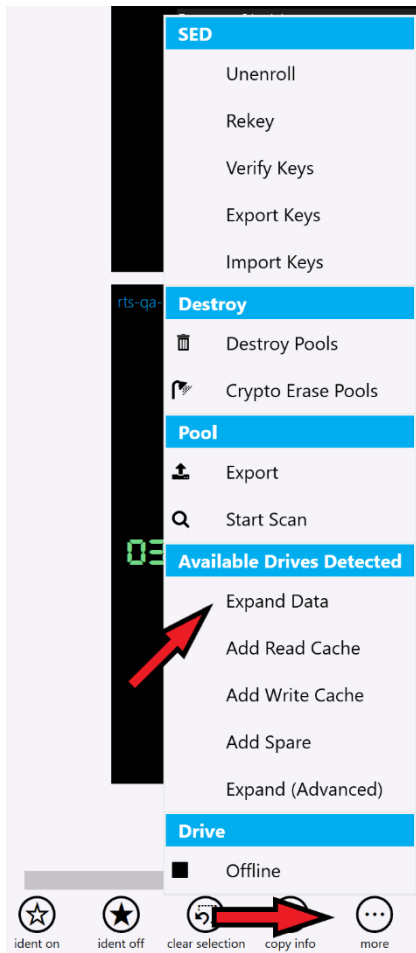 SED
Unenroll
Rekey
Verify Keys
Export Keys
Import Keys
rts-qa-
Destroy
Destroy Pools
Crypto Erase Pools
Pool
Export
Start Scan
03
Available Drives Detected
Expand Data
Add Read Cache
Add Write Cache
Add Spare
Expand (Advanced)
Drive
Offline
ident on
ident off
clear selection
copy info
more